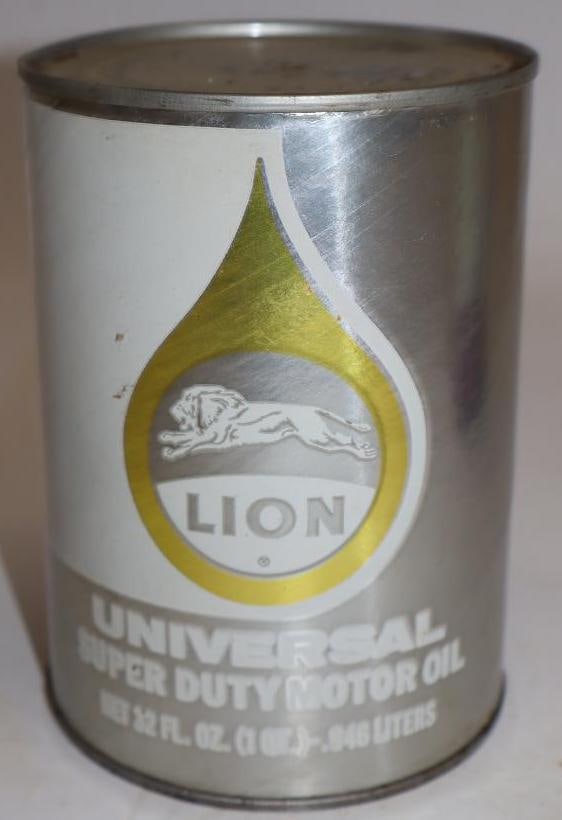 LION
®
UNIVERSAL
SUPER DUTY MOTOR OIL
NET 32 FL. OZ. (1 QT.)-.946 LITERS